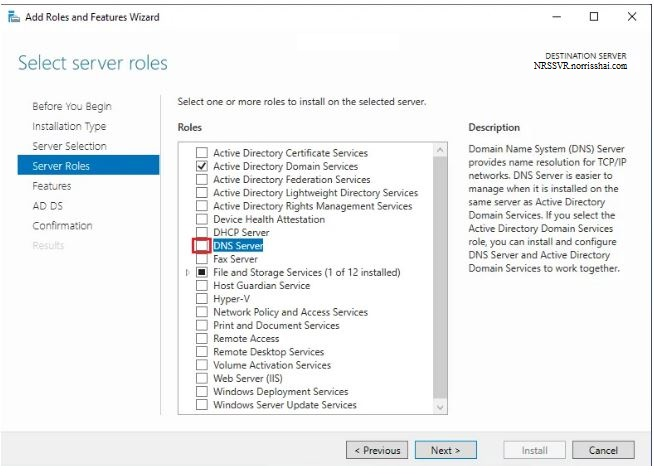 Add Roles and Features Wizard
Select server roles
DESTINATION SERVER
NRSSVR.norrisshai.com
Before You Begin
Installation Type
Server Selection
Server Roles
Features
AD DS
Confirmation
Results
Select one or more roles to install on the selected server.
Roles
Active Directory Certificate Services
Active Directory Domain Services
Active Directory Federation Services
Active Directory Lightweight Directory Services
Active Directory Rights Management Services
Device Health Attestation
DHCP Server
DNS Server
Fax Server
File and Storage Services (1 of 12 installed)
Host Guardian Service
Hyper-V
Network Policy and Access Services
Print and Document Services
Remote Access
Remote Desktop Services
Volume Activation Services
Web Server (IIS)
Windows Deployment Services
Windows Server Update Services
Description
Domain Name System (DNS) Server
provides name resolution for TCP/IP
networks. DNS Server is easier to
manage when it is installed on the
same server as Active Directory
Domain Services. If you select the
Active Directory Domain Services
role, you can install and configure
DNS Server and Active Directory
Domain Services to work together.
< Previous
Next >
Install
Cancel